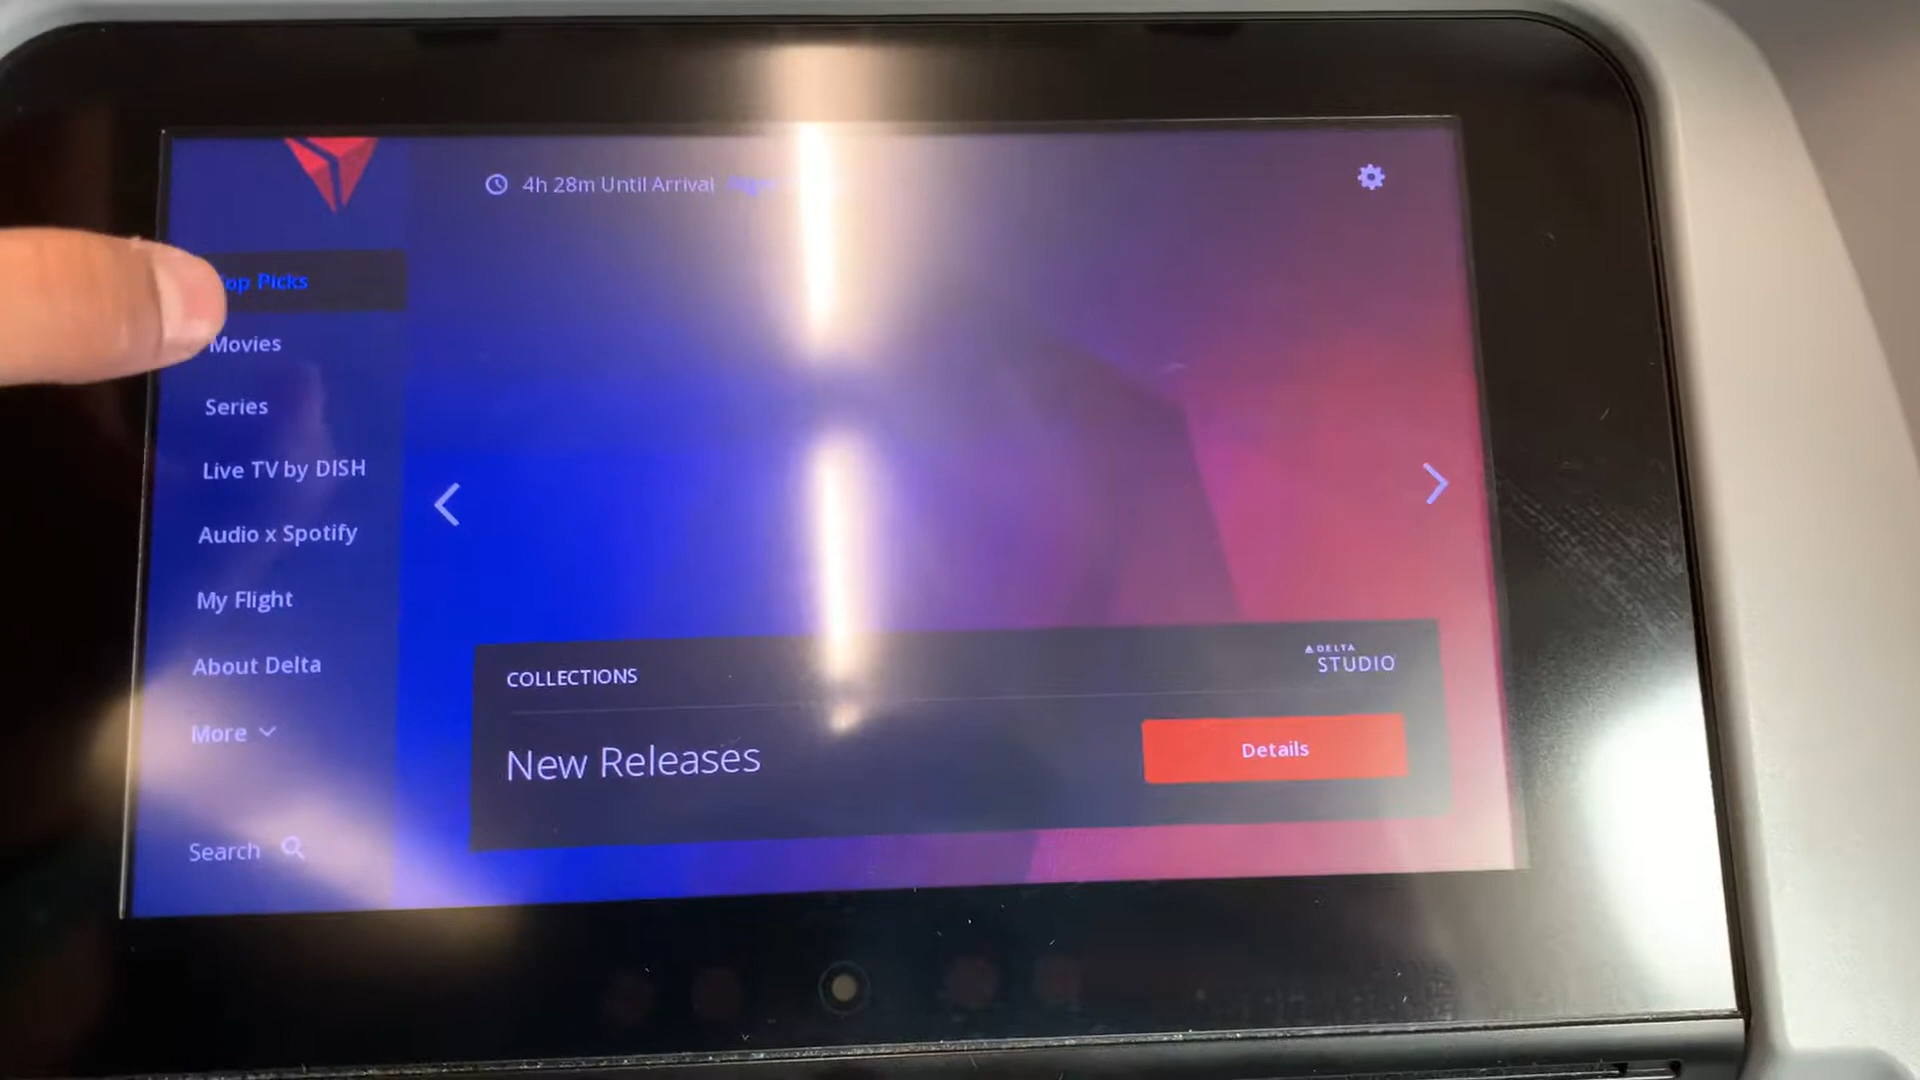 4h 28m Until Arrival
Top Picks
Movies
Series
Live TV by DISH
Audio x Spotify
My Flight
About Delta
More
Search
COLLECTIONS
DELTA
STUDIO
New Releases
Details